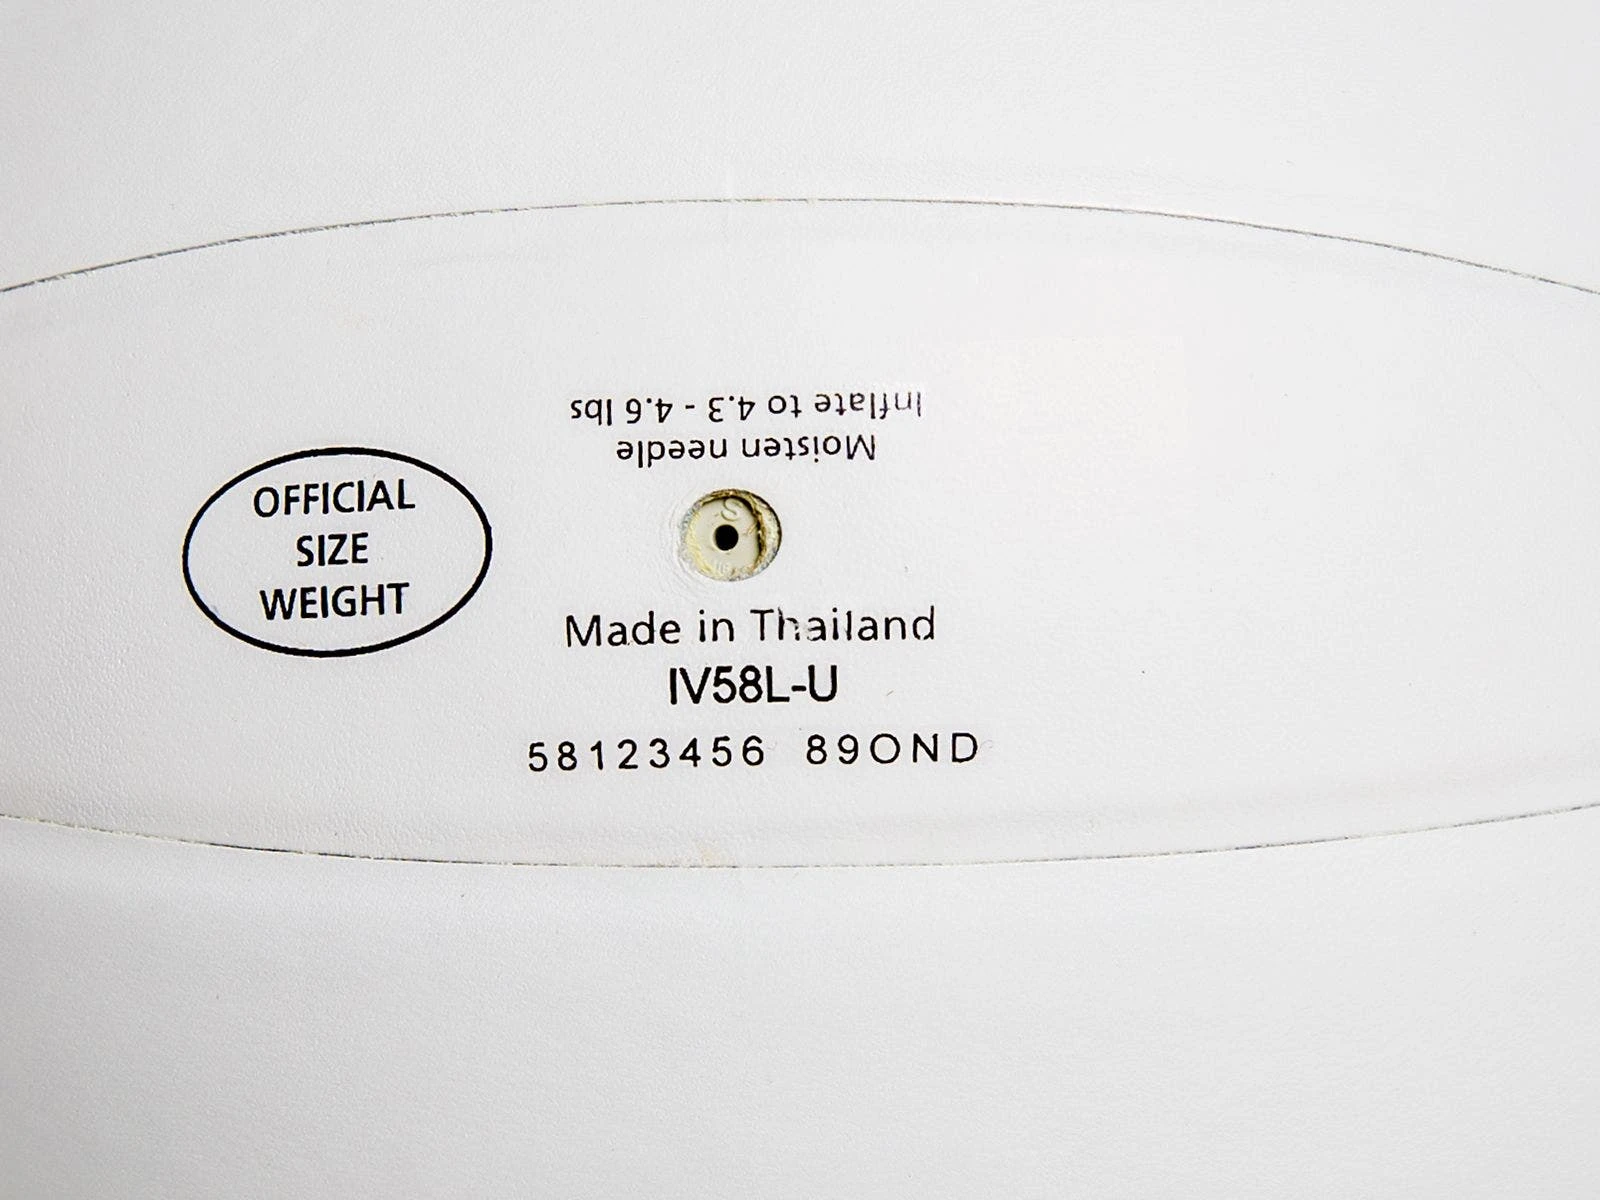 OFFICIAL
SIZE
WEIGHT
Inflate to 4.3 - 4.6 lbs
Moisten needle
Made in Thailand
IV58L-U
58123456 89OND